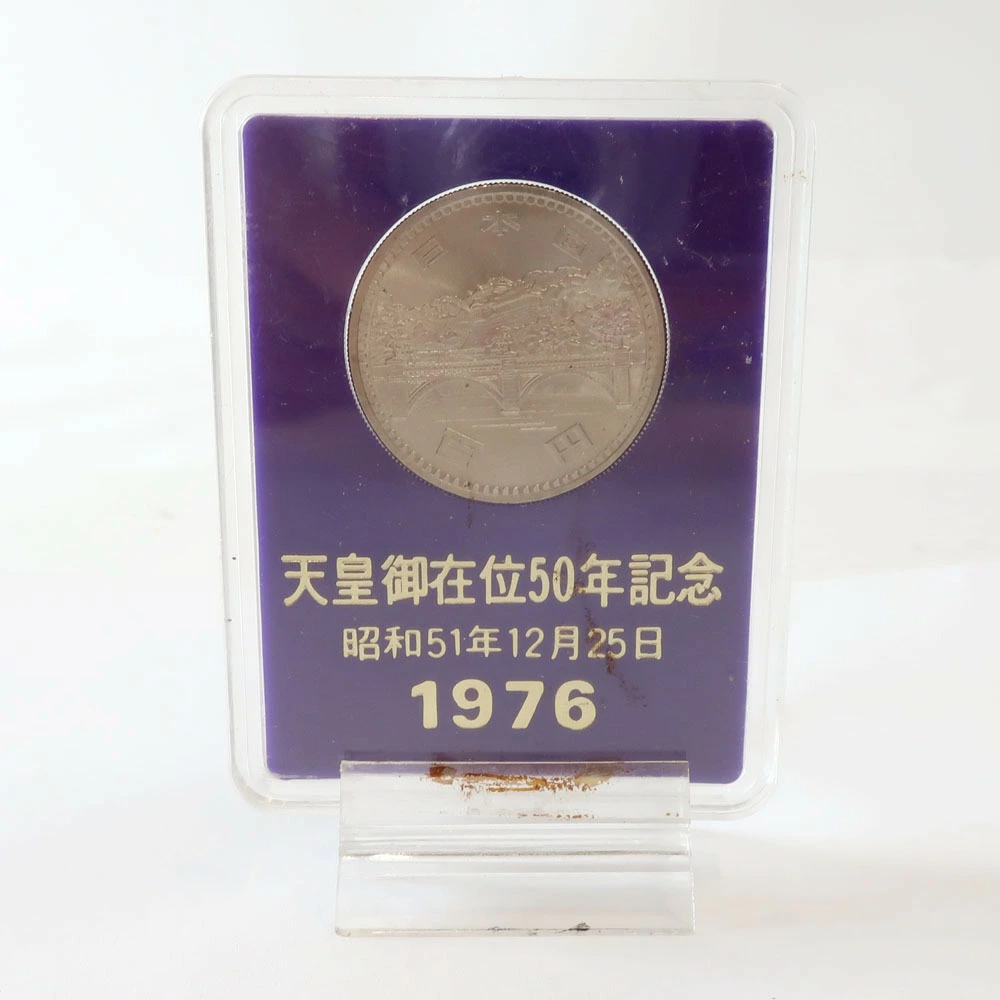 日本国
百円
天皇御在位50年記念
昭和51年12月25日
1976